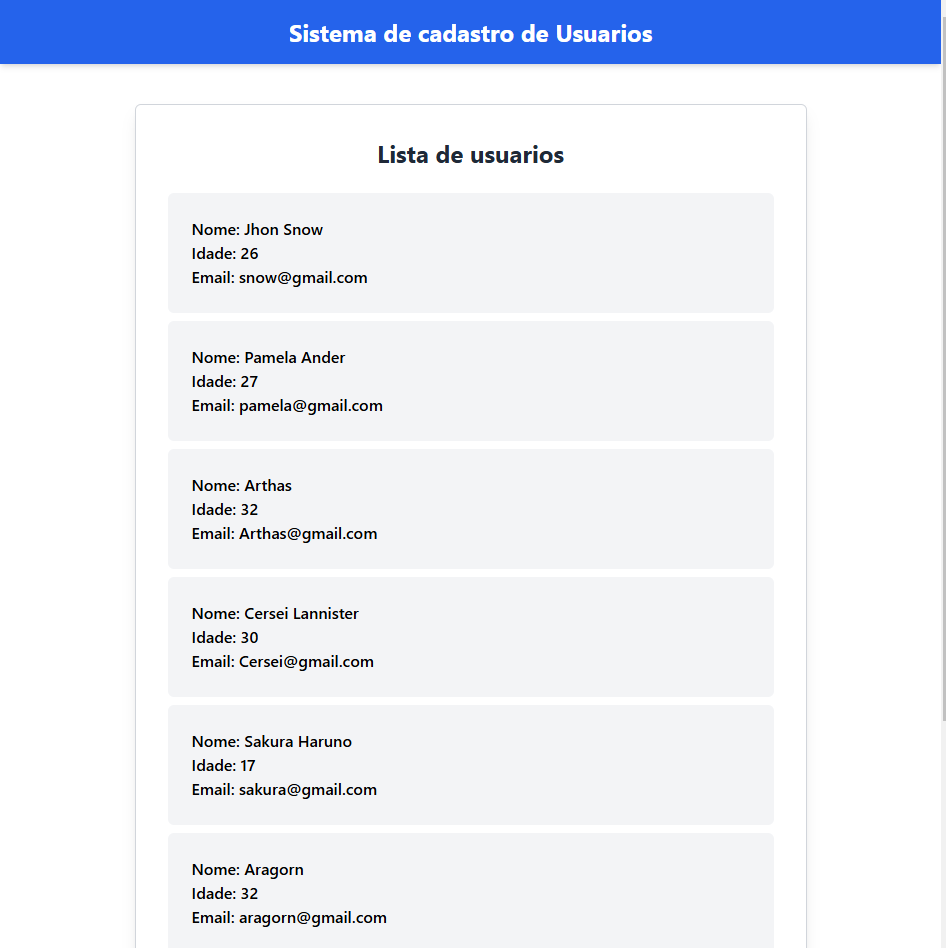 Sistema de cadastro de Usuarios
Lista de usuarios
Nome: Jhon Snow
Idade: 26
Email: snow@gmail.com
Nome: Pamela Ander
Idade: 27
Email: pamela@gmail.com
Nome: Arthas
Idade: 32
Email: Arthas@gmail.com
Nome: Cersei Lannister
Idade: 30
Email: Cersei@gmail.com
Nome: Sakura Haruno
Idade: 17
Email: sakura@gmail.com
Nome: Aragorn
Idade: 32
Email: aragorn@gmail.com